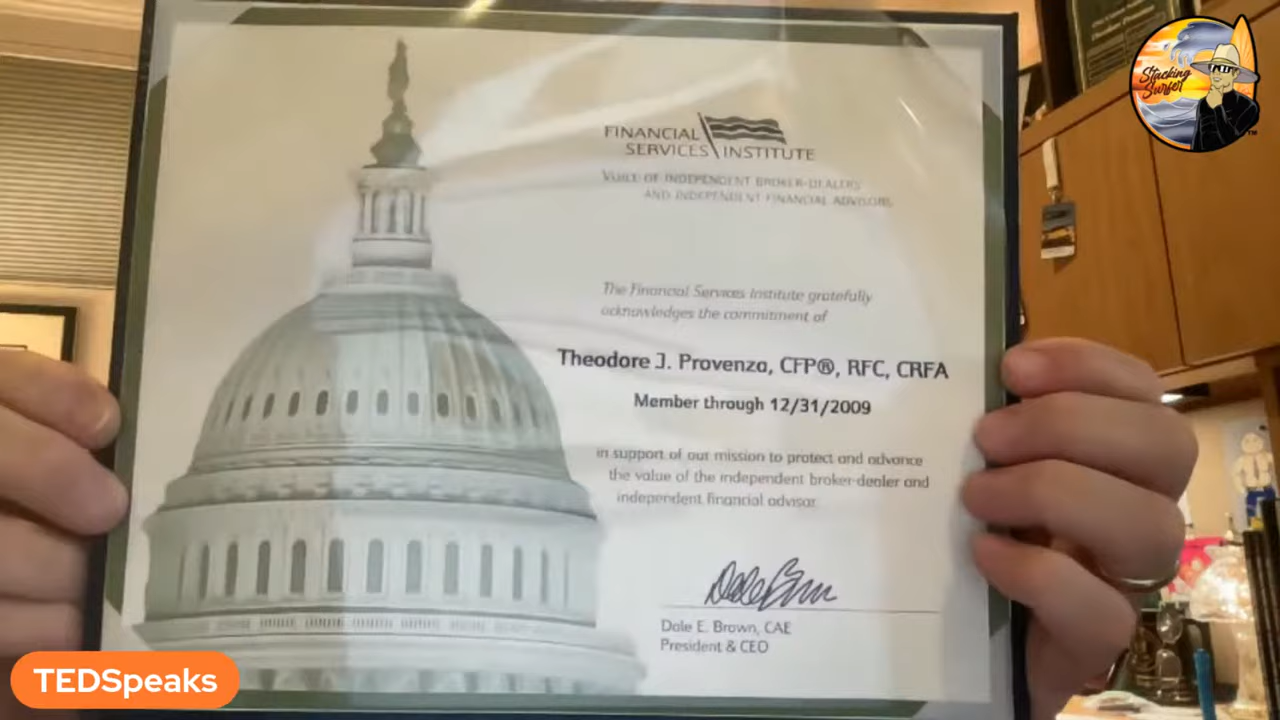 FINANCIAL
SERVICES INSTITUTE
VOICE OF INDEPENDENT BROKER-DEALERS
AND INDEPENDENT FINANCIAL ADVISORS
The Financial Services Institute gratefully
acknowledges the commitment of
Theodore J. Provenza, CFP®, RFC, CRFA
Member through 12/31/2009
in support of our mission to protect and advance
the value of the independent broker-dealer and
independent financial advisor.
Dale E. Brown, CAE
President & CEO
Stacking
Surfer
TM
TEDSpeaks